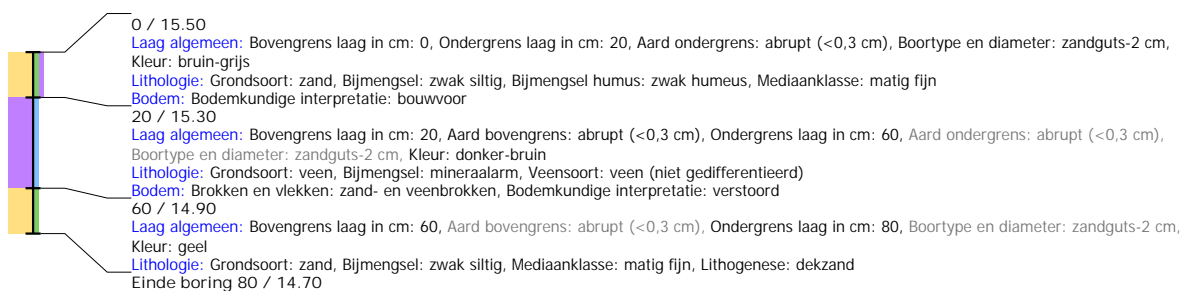 0 / 15.50
Laag algemeen: Bovengrens laag in cm: 0, Ondergrens laag in cm: 20, Aard ondergrens: abrupt (<0,3 cm), Boortype en diameter: zandguts-2 cm,
Kleur: bruin-grijs
Lithologie: Grondsoort: zand, Bijmengsel: zwak siltig, Bijmengsel humus: zwak humeus, Mediaanklasse: matig fijn
Bodem: Bodemkundige interpretatie: bouwvoor
20 / 15.30
Laag algemeen: Bovengrens laag in cm: 20, Aard bovengrens: abrupt (<0,3 cm), Ondergrens laag in cm: 60, Aard ondergrens: abrupt (<0,3 cm),
Boortype en diameter: zandguts-2 cm, Kleur: donker-bruin
Lithologie: Grondsoort: veen, Bijmengsel: mineraalarm, Veensoort: veen (niet gedifferentieerd)
Bodem: Brokken en vlekken: zand- en veenbrokken, Bodemkundige interpretatie: verstoord
60 / 14.90
Laag algemeen: Bovengrens laag in cm: 60, Aard bovengrens: abrupt (<0,3 cm), Ondergrens laag in cm: 80, Boortype en diameter: zandguts-2 cm,
Kleur: geel
Lithologie: Grondsoort: zand, Bijmengsel: zwak siltig, Mediaanklasse: matig fijn, Lithogenese: dekzand
Einde boring 80 / 14.70